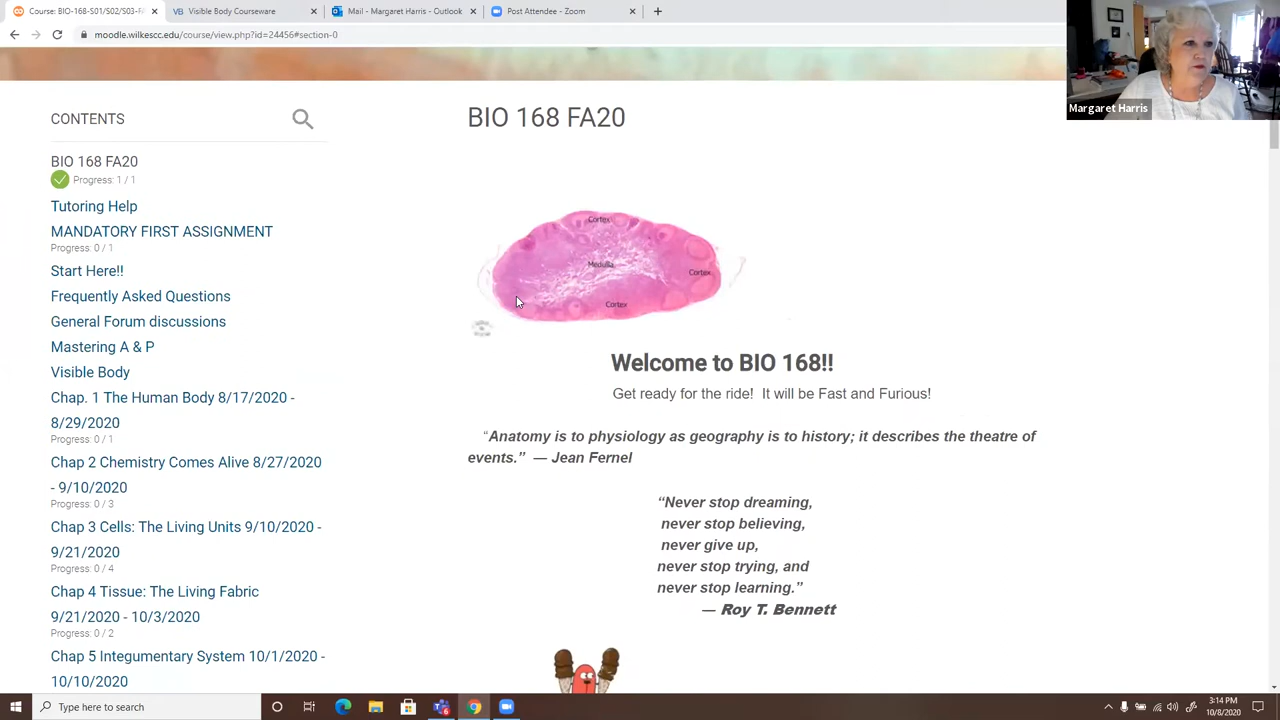 Course: BIO-168-S01/S02/S03-F
Visible Body Courseware
Mail - Margaret Harris - Outlook
Post Attendee - Zoom
moodle.wilkescc.edu/course/view.php?id=24456#section-0
Margaret Harris
CONTENTS
BIO 168 FA20
Progress: 1 / 1
Tutoring Help
MANDATORY FIRST ASSIGNMENT
Progress: 0 / 1
Start Here!!
Frequently Asked Questions
General Forum discussions
Mastering A & P
Visible Body
Chap. 1 The Human Body 8/17/2020 -
8/29/2020
Progress: 0 / 1
Chap 2 Chemistry Comes Alive 8/27/2020
- 9/10/2020
Progress: 0 / 3
Chap 3 Cells: The Living Units 9/10/2020 -
9/21/2020
Progress: 0 / 4
Chap 4 Tissue: The Living Fabric
9/21/2020 - 10/3/2020
Progress: 0 / 2
Chap 5 Integumentary System 10/1/2020 -
10/10/2020
BIO 168 FA20
Cortex
Medulla
Cortex
Cortex
Welcome to BIO 168!!
Get ready for the ride! It will be Fast and Furious!
“Anatomy is to physiology as geography is to history; it describes the theatre of
events.” — Jean Fernel
“Never stop dreaming,
never stop believing,
never give up,
never stop trying, and
never stop learning.”
— Roy T. Bennett
Type here to search
3:14 PM
10/8/2020